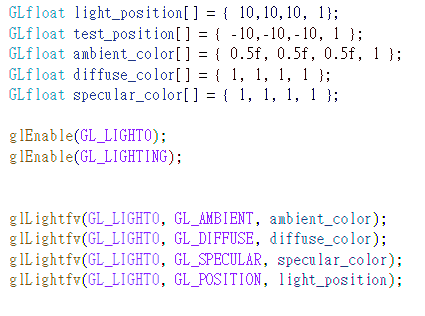 GLfloat light_position[] = { 10,10,10, 1};
GLfloat test_position[] = { -10,-10,-10, 1 };
GLfloat ambient_color[] = { 0.5f, 0.5f, 0.5f, 1 };
GLfloat diffuse_color[] = { 1, 1, 1, 1 };
GLfloat specular_color[] = { 1, 1, 1, 1 };
glEnable(GL_LIGHT0);
glEnable(GL_LIGHTING);
glLightfv(GL_LIGHT0, GL_AMBIENT, ambient_color);
glLightfv(GL_LIGHT0, GL_DIFFUSE, diffuse_color);
glLightfv(GL_LIGHT0, GL_SPECULAR, specular_color);
glLightfv(GL_LIGHT0, GL_POSITION, light_position);